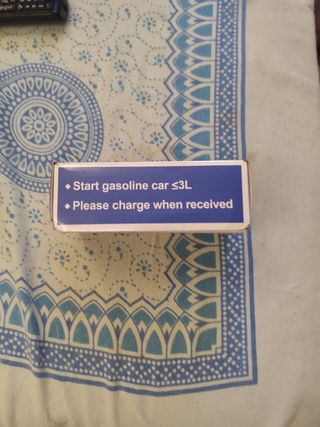 Start gasoline car ≤3L
Please charge when received